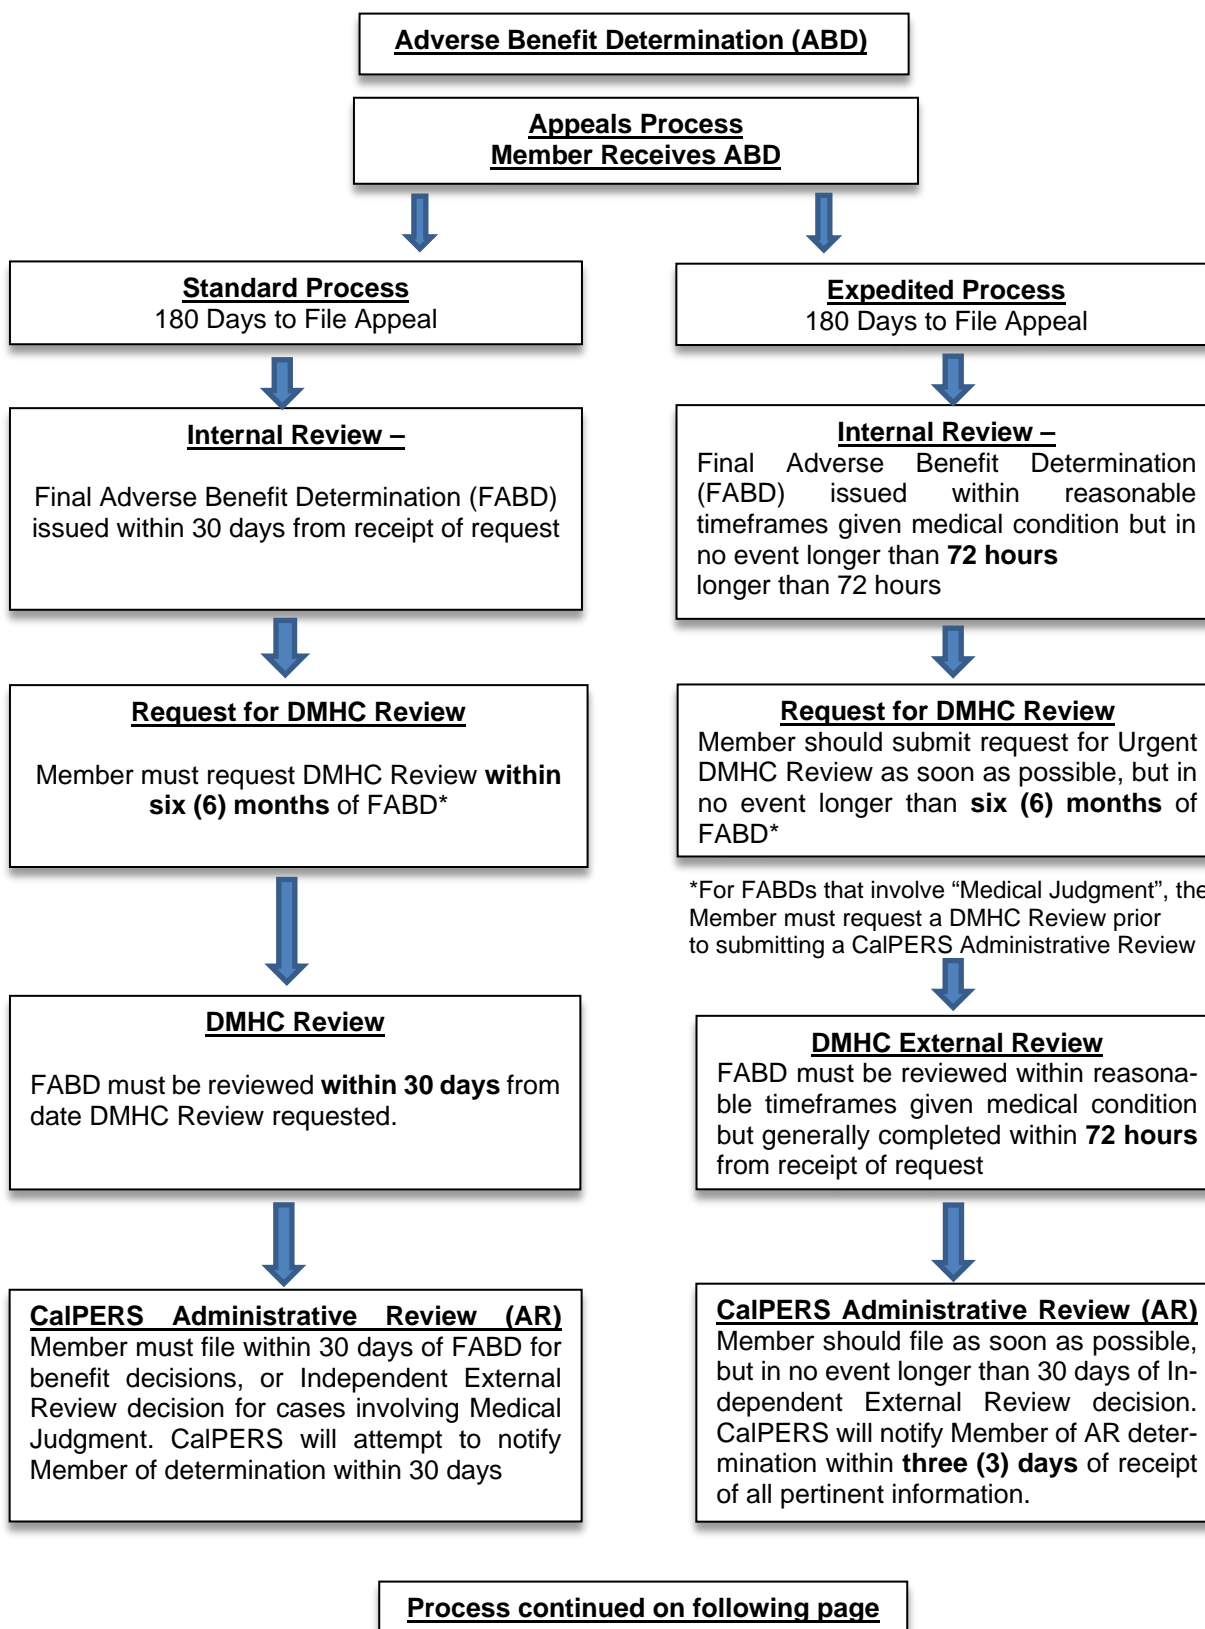 Adverse Benefit Determination (ABD)
Appeals Process
Member Receives ABD
Standard Process
180 Days to File Appeal
Expedited Process
180 Days to File Appeal
Internal Review –
Final Adverse Benefit Determination (FABD)
issued within 30 days from receipt of request
Internal Review –
Final Adverse Benefit Determination
(FABD) issued within reasonable
timeframes given medical condition but in
no event longer than 72 hours
longer than 72 hours
Request for DMHC Review
Member must request DMHC Review within
six (6) months of FABD*
Request for DMHC Review
Member should submit request for Urgent
DMHC Review as soon as possible, but in
no event longer than six (6) months of
FABD*
*For FABDs that involve “Medical Judgment”, the
Member must request a DMHC Review prior
to submitting a CalPERS Administrative Review
DMHC Review
FABD must be reviewed within 30 days from
date DMHC Review requested.
DMHC External Review
FABD must be reviewed within reasona-
ble timeframes given medical condition
but generally completed within 72 hours
from receipt of request
CalPERS Administrative Review (AR)
Member must file within 30 days of FABD for
benefit decisions, or Independent External
Review decision for cases involving Medical
Judgment. CalPERS will attempt to notify
Member of determination within 30 days
CalPERS Administrative Review (AR)
Member should file as soon as possible,
but in no event longer than 30 days of In-
dependent External Review decision.
CalPERS will notify Member of AR deter-
mination within three (3) days of receipt
of all pertinent information.
Process continued on following page